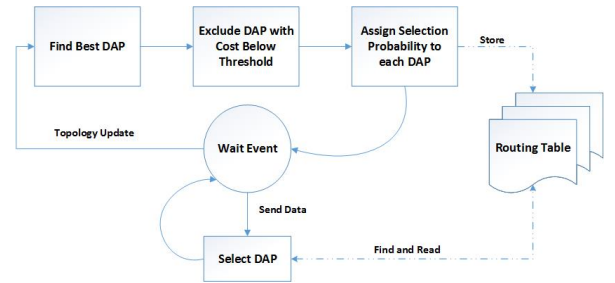 Find Best DAP
Exclude DAP with
Cost Below
Threshold
Assign Selection
Probability to
each DAP
Store
Routing Table
Topology Update
Wait Event
Send Data
Select DAP
Find and Read